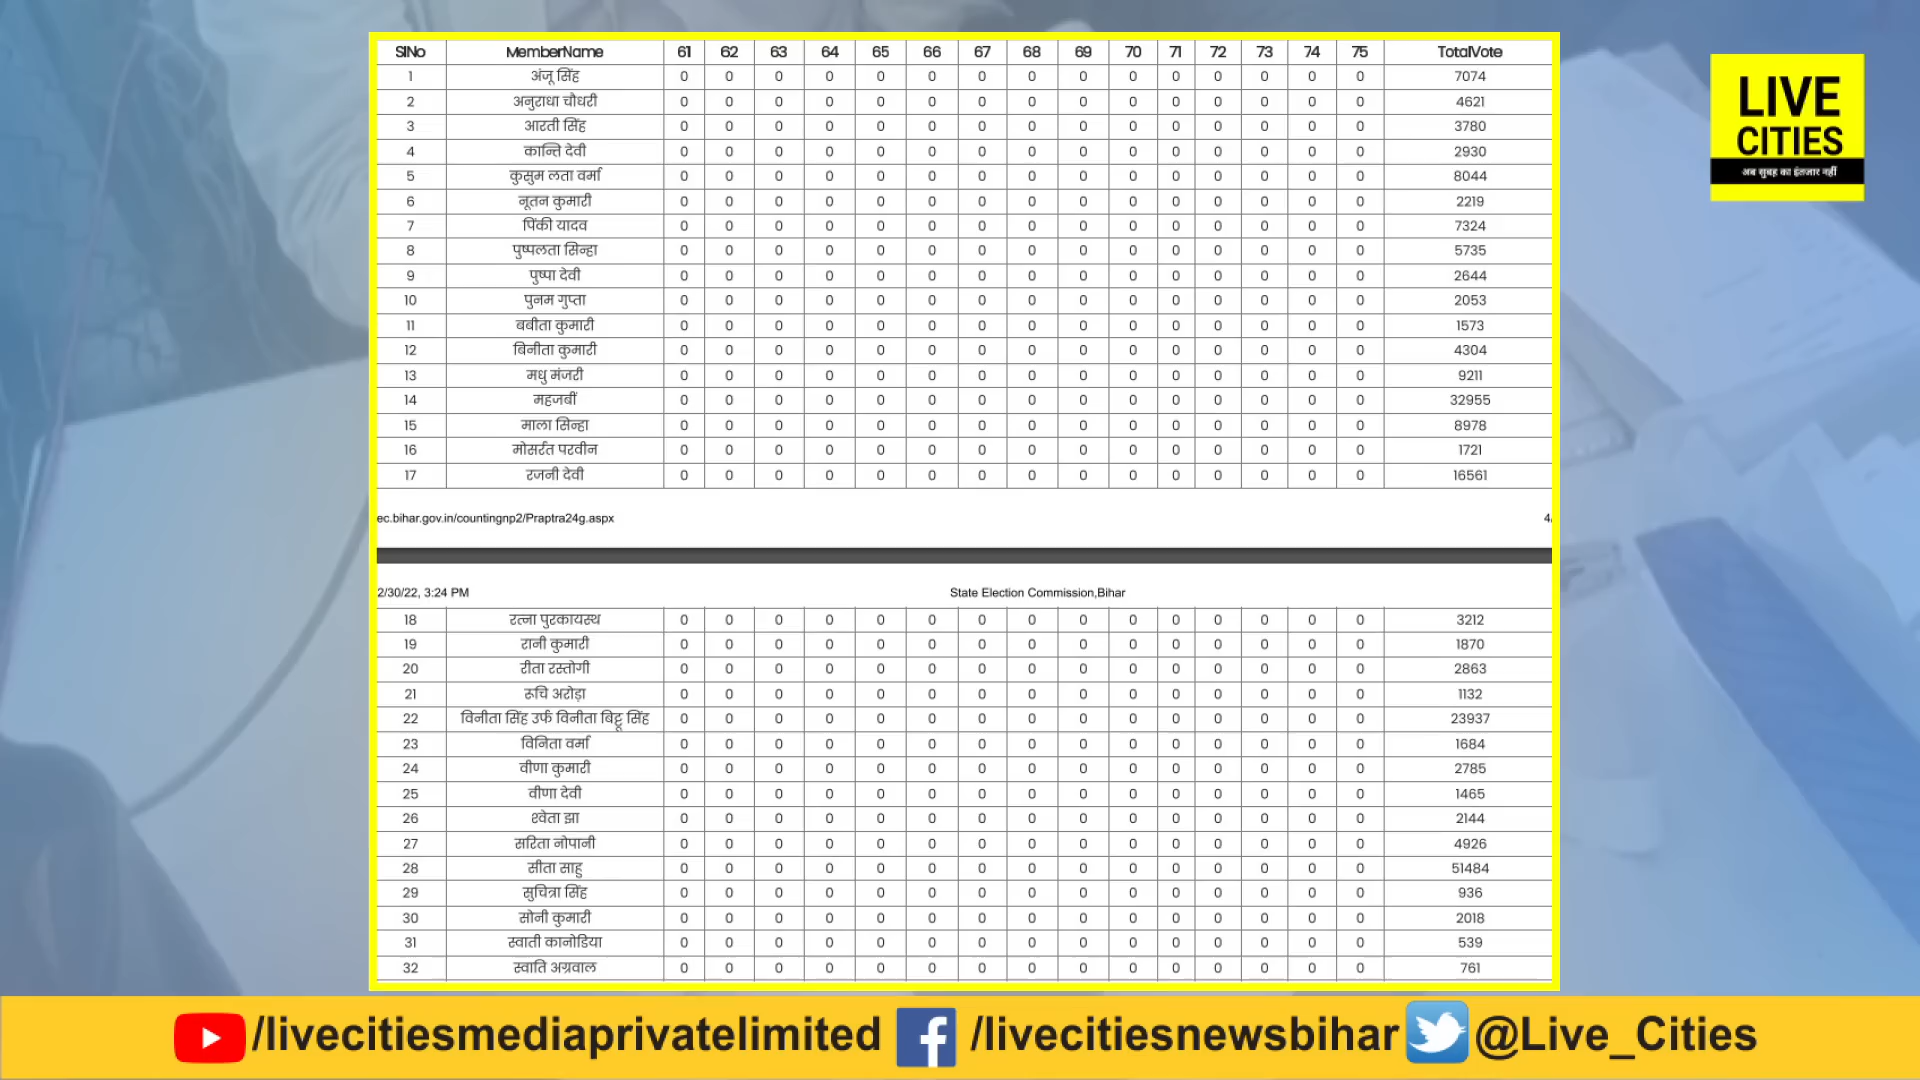 SlNo MemberName 61 62 63 64 65 66 67 68 69 70 71 72 73 74 75 TotalVote
1 अंजू सिंह 0 0 0 0 0 0 0 0 0 0 0 0 0 0 0 7074
2 अनुराधा चौधरी 0 0 0 0 0 0 0 0 0 0 0 0 0 0 0 4621
3 आरती सिंह 0 0 0 0 0 0 0 0 0 0 0 0 0 0 0 3780
4 कान्ति देवी 0 0 0 0 0 0 0 0 0 0 0 0 0 0 0 2930
5 कुसुम लता वर्मा 0 0 0 0 0 0 0 0 0 0 0 0 0 0 0 8044
6 नूतन कुमारी 0 0 0 0 0 0 0 0 0 0 0 0 0 0 0 2219
7 पिंकी यादव 0 0 0 0 0 0 0 0 0 0 0 0 0 0 0 7324
8 पुष्पलता सिन्हा 0 0 0 0 0 0 0 0 0 0 0 0 0 0 0 5735
9 पुष्पा देवी 0 0 0 0 0 0 0 0 0 0 0 0 0 0 0 2644
10 पुनम गुप्ता 0 0 0 0 0 0 0 0 0 0 0 0 0 0 0 2053
11 बबीता कुमारी 0 0 0 0 0 0 0 0 0 0 0 0 0 0 0 1573
12 बिनीता कुमारी 0 0 0 0 0 0 0 0 0 0 0 0 0 0 0 4304
13 मधु मंजरी 0 0 0 0 0 0 0 0 0 0 0 0 0 0 0 9211
14 महजबीं 0 0 0 0 0 0 0 0 0 0 0 0 0 0 0 32955
15 माला सिन्हा 0 0 0 0 0 0 0 0 0 0 0 0 0 0 0 8978
16 मोसर्रत परवीन 0 0 0 0 0 0 0 0 0 0 0 0 0 0 0 1721
17 रजनी देवी 0 0 0 0 0 0 0 0 0 0 0 0 0 0 0 16561
ec.bihar.gov.in/countingnp2/Praptra24g.aspx 4
2/30/22, 3:24 PM State Election Commission,Bihar
18 रत्ना पुरकायस्थ 0 0 0 0 0 0 0 0 0 0 0 0 0 0 0 3212
19 रानी कुमारी 0 0 0 0 0 0 0 0 0 0 0 0 0 0 0 1870
20 रीता रस्तोगी 0 0 0 0 0 0 0 0 0 0 0 0 0 0 0 2863
21 रूचि अरोड़ा 0 0 0 0 0 0 0 0 0 0 0 0 0 0 0 1132
22 विनीता सिंह उर्फ विनीता बिट्टू सिंह 0 0 0 0 0 0 0 0 0 0 0 0 0 0 0 23937
23 विनिता वर्मा 0 0 0 0 0 0 0 0 0 0 0 0 0 0 0 1684
24 वीणा कुमारी 0 0 0 0 0 0 0 0 0 0 0 0 0 0 0 2785
25 वीणा देवी 0 0 0 0 0 0 0 0 0 0 0 0 0 0 0 1465
26 श्वेता झा 0 0 0 0 0 0 0 0 0 0 0 0 0 0 0 2144
27 सरिता नोपानी 0 0 0 0 0 0 0 0 0 0 0 0 0 0 0 4926
28 सीता साहु 0 0 0 0 0 0 0 0 0 0 0 0 0 0 0 51484
29 सुचित्रा सिंह 0 0 0 0 0 0 0 0 0 0 0 0 0 0 0 936
30 सोनी कुमारी 0 0 0 0 0 0 0 0 0 0 0 0 0 0 0 2018
31 स्वाती कानोडिया 0 0 0 0 0 0 0 0 0 0 0 0 0 0 0 539
32 स्वाति अग्रवाल 0 0 0 0 0 0 0 0 0 0 0 0 0 0 0 761
LIVE
CITIES
अब सुबह का इंतजार नहीं
/livecitiesmediaprivatelimited /livecitiesnewsbihar @Live_Cities